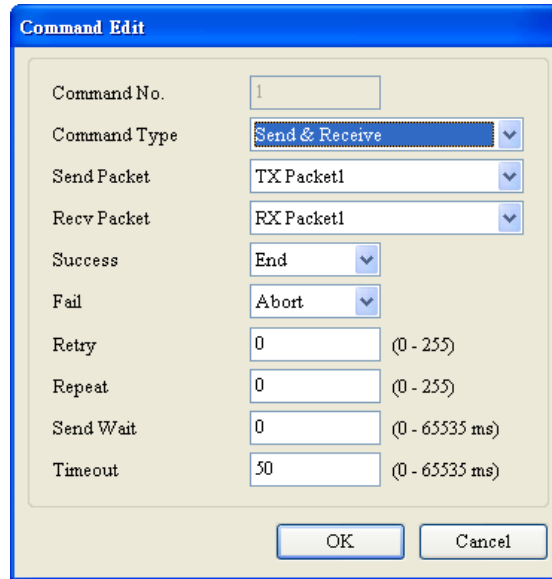 Command Edit
Command No. 1
Command Type Send & Receive
Send Packet TX Packet1
Recv Packet RX Packet1
Success End
Fail Abort
Retry 0 (0 - 255)
Repeat 0 (0 - 255)
Send Wait 0 (0 - 65535 ms)
Timeout 50 (0 - 65535 ms)
OK Cancel